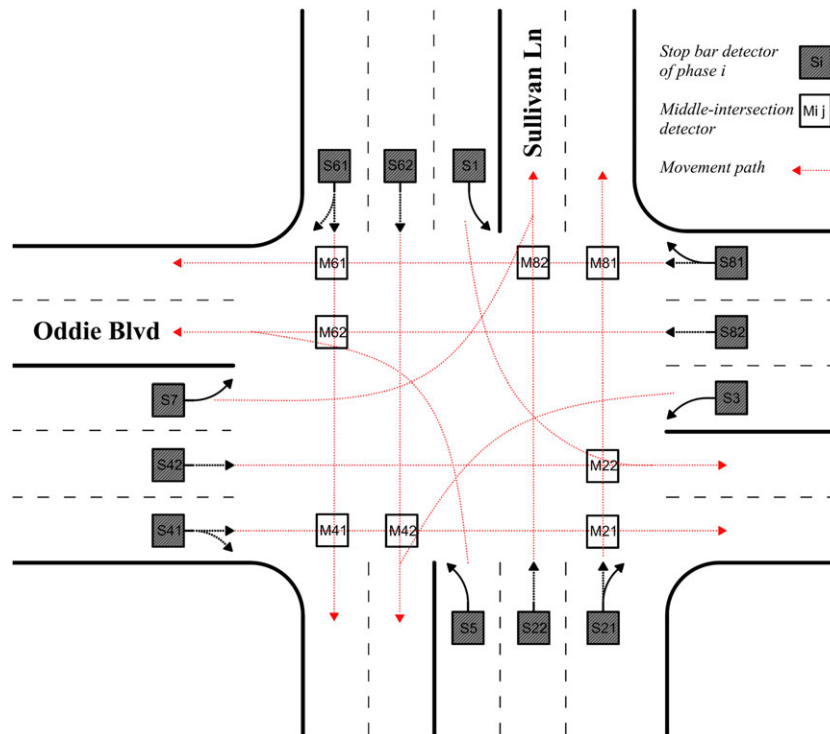 Sullivan Ln
Stop bar detector
of phase i
Si
Middle-intersection
detector
Mi j
Movement path
S61
S62
S1
M61
M82
M81
S81
Oddie Blvd
M62
S82
S7
S3
S42
M22
S41
M41
M42
M21
S5
S22
S21